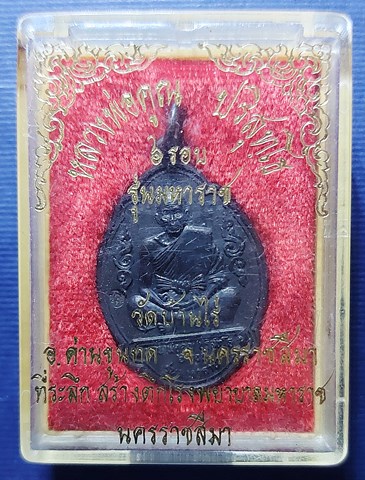 หลวงพ่อคูณ ปริสุทฺโธ
๖ รอบ
รุ่นมหาราช
วัดบ้านไร่
อ.ด่านขุนทด จ.นครราชสีมา
ที่ระลึก สร้างตึกโรงพยาบาลมหาราช
นครราชสีมา